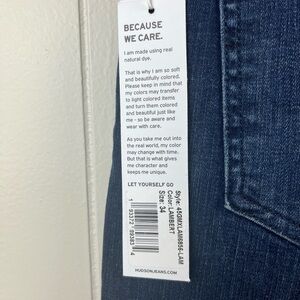 BECAUSE
WE CARE.
I am made using real
natural dye.
That is why I am so soft
and beautifully colored.
Please keep in mind that
my colors may transfer
to light colored items
and turn them colored
and beautiful just like
my - so be aware and
wear with care.
As you take me out into
the real world, my color
may change with time.
But that is what gives
me character and
keeps me unique.
LET YOURSELF GO
Color: LAMBERT
Size: 34
HUDSONJEANS.COM